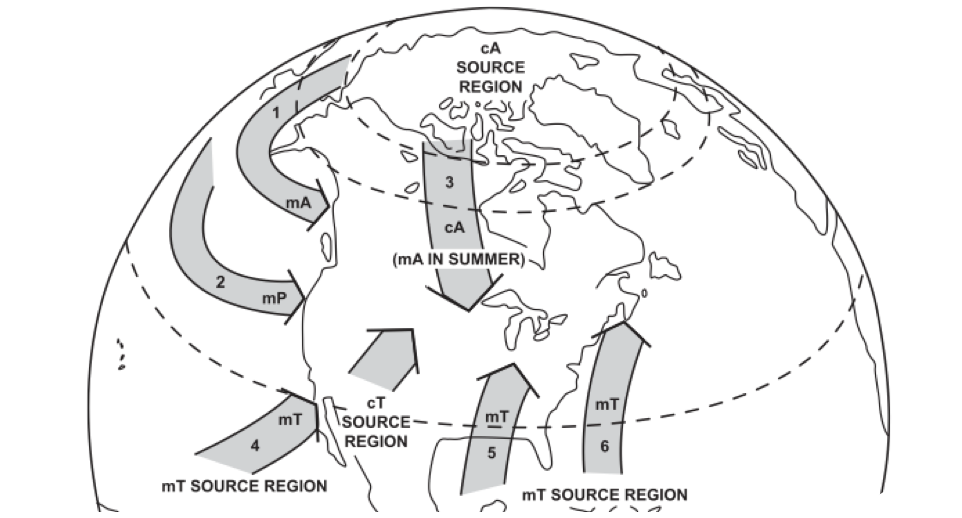 cA
SOURCE
REGION
1
3
mA
cA
(mA IN SUMMER)
2
mP
cT
SOURCE
REGION
mT
4
mT SOURCE REGION
mT
5
mT
6
mT SOURCE REGION